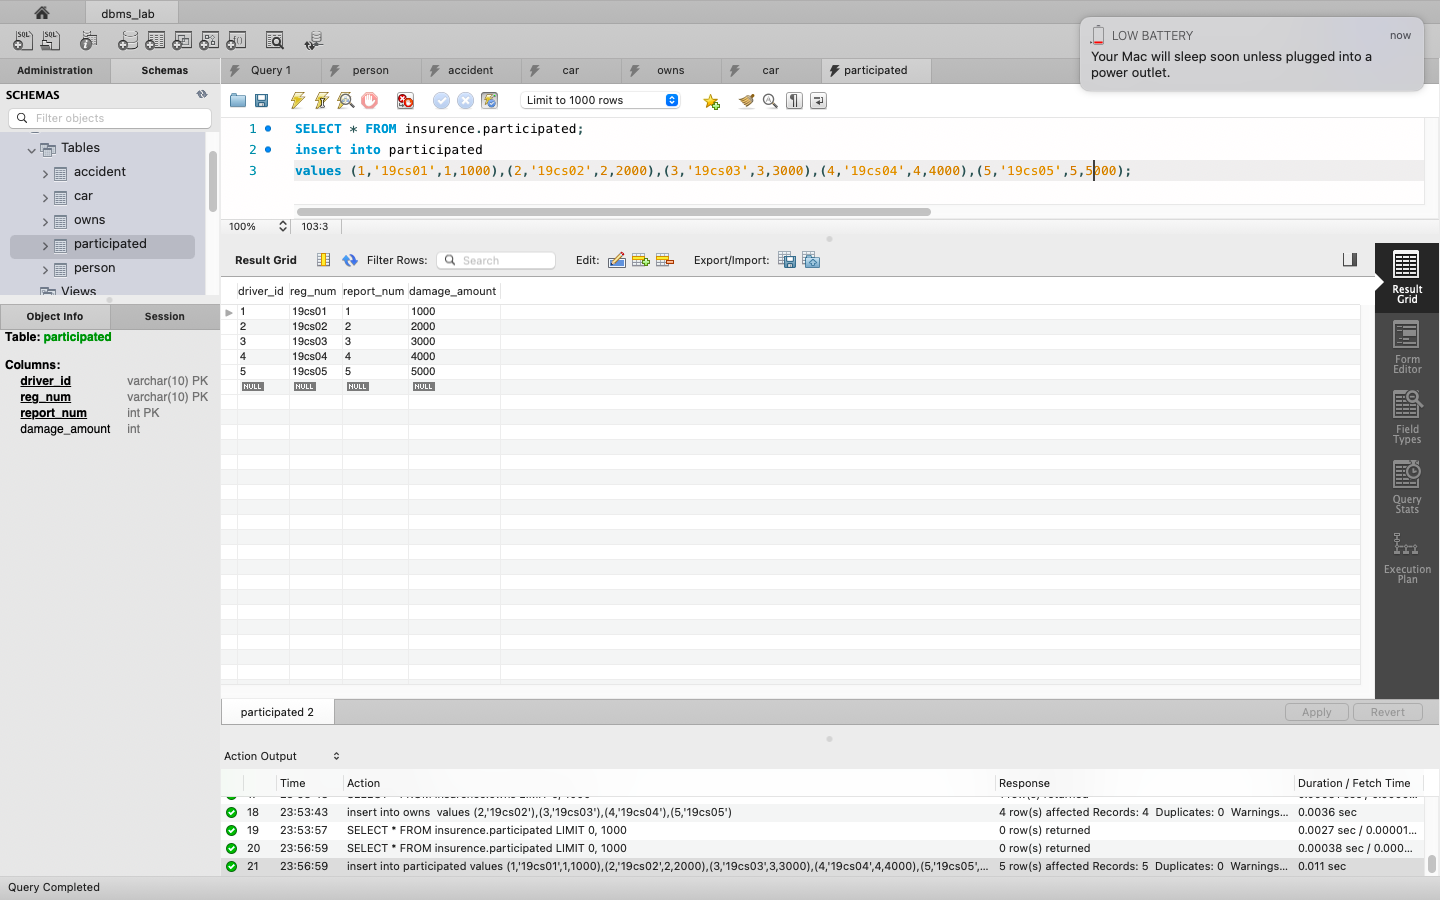 dbms_lab
LOW BATTERY now
Your Mac will sleep soon unless plugged into a
power outlet.
Administration Schemas
Query 1 person accident car owns car participated
SCHEMAS
Filter objects
Limit to 1000 rows
Tables
accident
car
owns
participated
person
Views
1 SELECT * FROM insurence.participated;
2 insert into participated
3 values (1,'19cs01',1,1000),(2,'19cs02',2,2000),(3,'19cs03',3,3000),(4,'19cs04',4,4000),(5,'19cs05',5,5000);
100% 103:3
Result Grid Filter Rows: Search Edit: Export/Import:
driver_id reg_num report_num damage_amount
1 19cs01 1 1000
2 19cs02 2 2000
3 19cs03 3 3000
4 19cs04 4 4000
5 19cs05 5 5000
NULL NULL NULL NULL
Result
Grid
Form
Editor
Field
Types
Query
Stats
Execution
Plan
Object Info Session
Table: participated
Columns:
driver_id varchar(10) PK
reg_num varchar(10) PK
report_num int PK
damage_amount int
participated 2
Apply Revert
Action Output
Time Action Response Duration / Fetch Time
18 23:53:43 insert into owns values (2,'19cs02'),(3,'19cs03'),(4,'19cs04'),(5,'19cs05') 4 row(s) affected Records: 4 Duplicates: 0 Warnings... 0.0036 sec
19 23:53:57 SELECT * FROM insurence.participated LIMIT 0, 1000 0 row(s) returned 0.0027 sec / 0.00001...
20 23:56:59 SELECT * FROM insurence.participated LIMIT 0, 1000 0 row(s) returned 0.00038 sec / 0.000...
21 23:56:59 insert into participated values (1,'19cs01',1,1000),(2,'19cs02',2,2000),(3,'19cs03',3,3000),(4,'19cs04',4,4000),(5,'19cs05',... 5 row(s) affected Records: 5 Duplicates: 0 Warnings... 0.011 sec
Query Completed